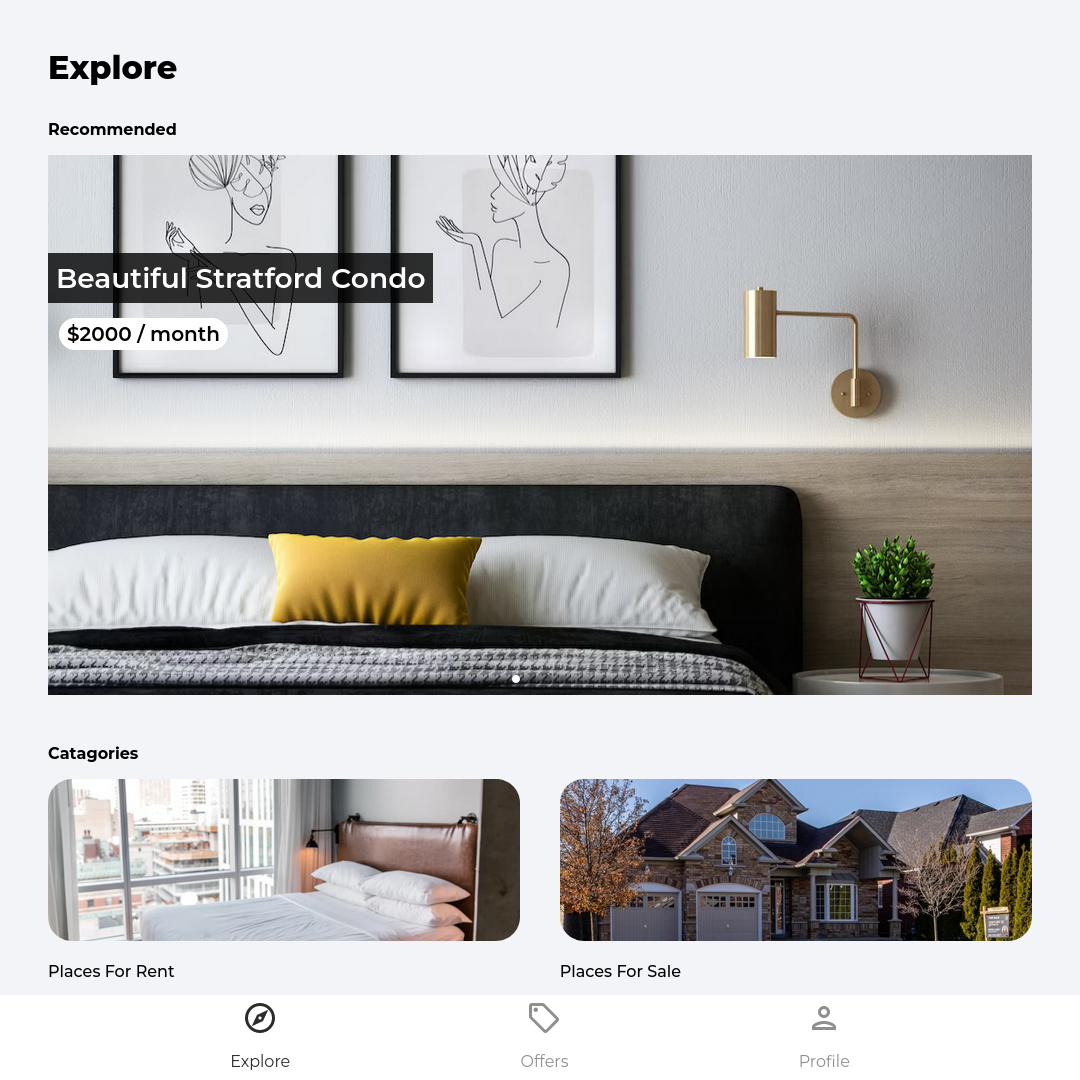 Explore
Recommended
Beautiful Stratford Condo
$2000 / month
Catagories
Places For Rent
Places For Sale
Explore
Offers
Profile